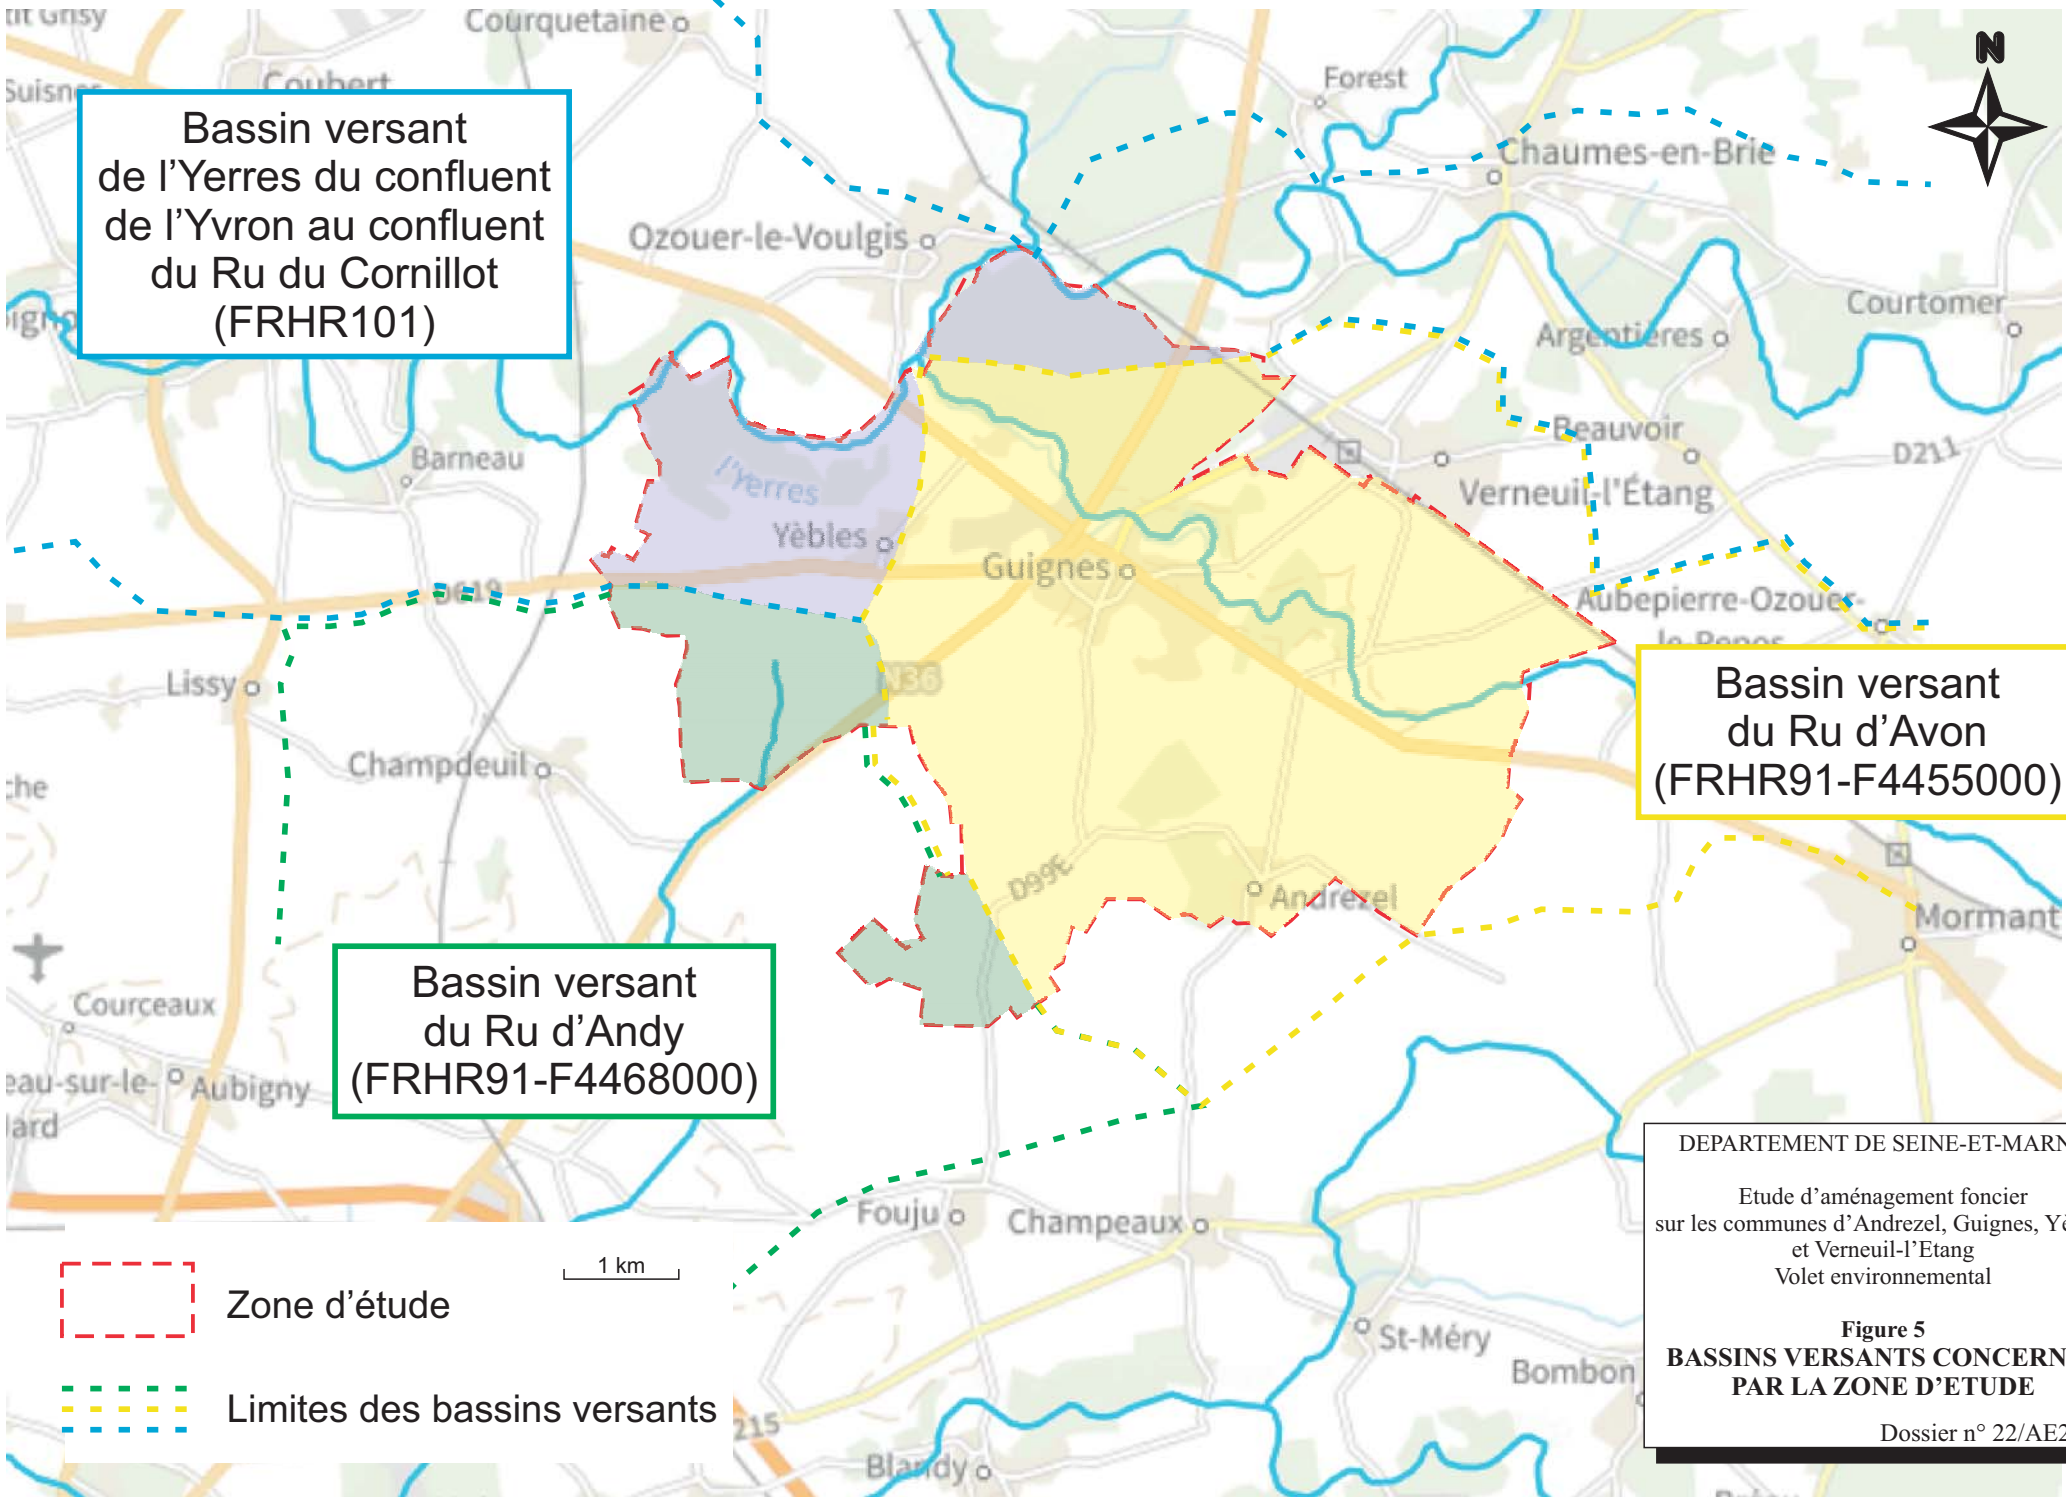 Courquetaine
Coubert
Forest
N
Bassin versant
de l'Yerres du confluent
de l'Yvron au confluent
du Ru du Cornillot
(FRHR101)
Chaumes-en-Brie
Ozouer-le-Voulgis
Courtomer
Argentières
Barneau
Beauvoir
D211
l'Yerres
Verneuil-l'Étang
Yèbles
Guignes
D619
Aubepierre-Ozouer-
le-Repos
Lissy
N36
Bassin versant
du Ru d'Avon
(FRHR91-F4455000)
Champdeuil
D99E
Andrezel
Mormant
Bassin versant
du Ru d'Andy
(FRHR91-F4468000)
Courceaux
Aubigny
Fouju
Champeaux
DEPARTEMENT DE SEINE-ET-MARN
Etude d'aménagement foncier
sur les communes d'Andrezel, Guignes, Yè
et Verneuil-l'Etang
Volet environnemental
Figure 5
BASSINS VERSANTS CONCERN
PAR LA ZONE D'ETUDE
Dossier n° 22/AE2
1 km
Zone d'étude
Limites des bassins versants
St-Méry
Bombon
215
Blandy